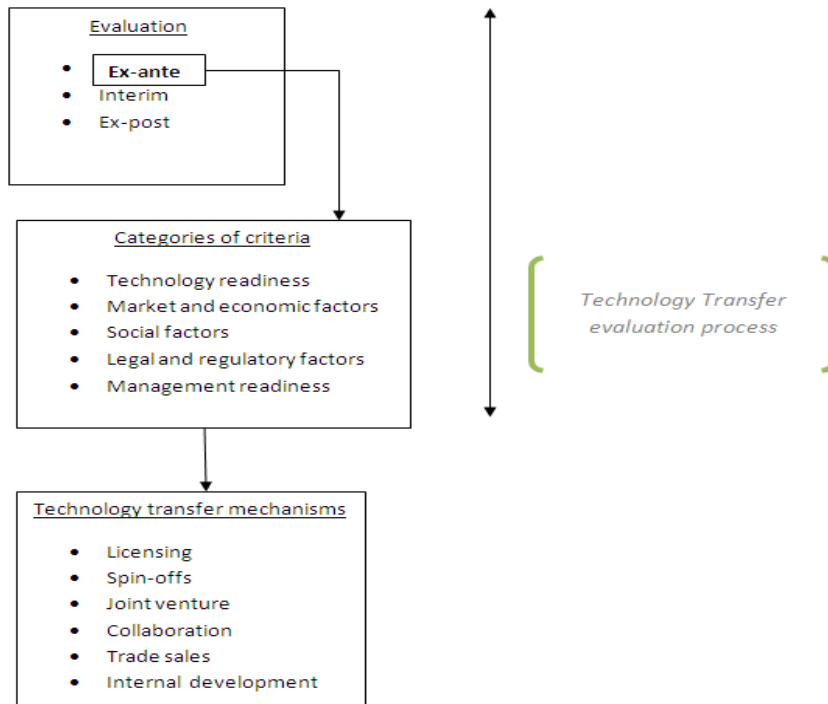 Evaluation
• Ex-ante
• Interim
• Ex-post
Categories of criteria
• Technology readiness
• Market and economic factors
• Social factors
• Legal and regulatory factors
• Management readiness
Technology Transfer
evaluation process
Technology transfer mechanisms
• Licensing
• Spin-offs
• Joint venture
• Collaboration
• Trade sales
• Internal development